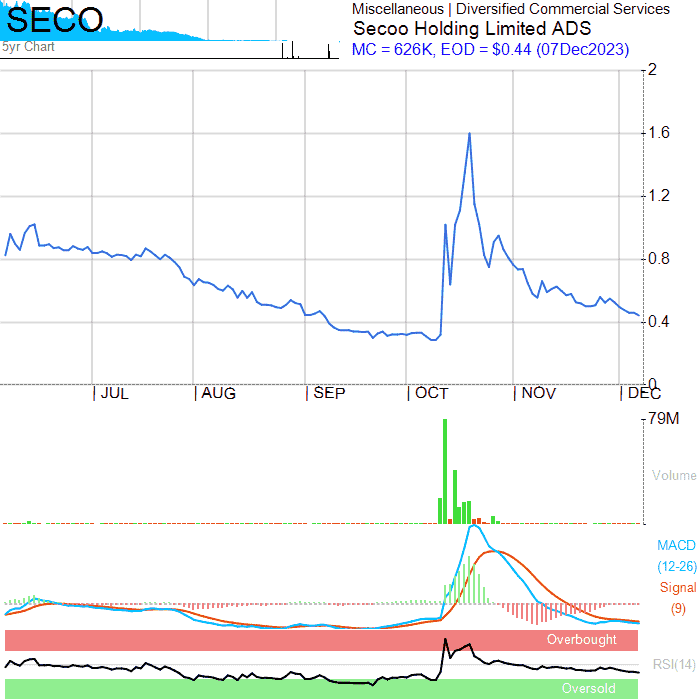 SECO
Miscellaneous | Diversified Commercial Services
5yr Chart
Secoo Holding Limited ADS
MC = 626K, EOD = $0.44 (07Dec2023)
2
1.6
1.2
0.8
0.4
0
JUL AUG SEP OCT NOV DEC
79M
Volume
MACD
(12-26)
Signal
(9)
Overbought
RSI(14)
Oversold